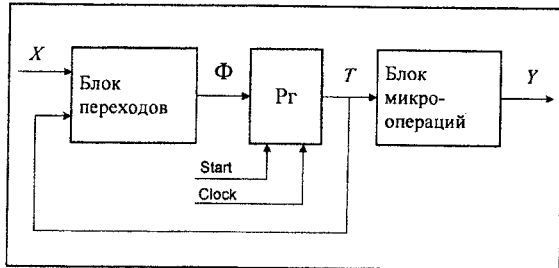 X
Блок
переходов
Ф
Рг
T
Блок
микро-
операций
Y
Start
Clock